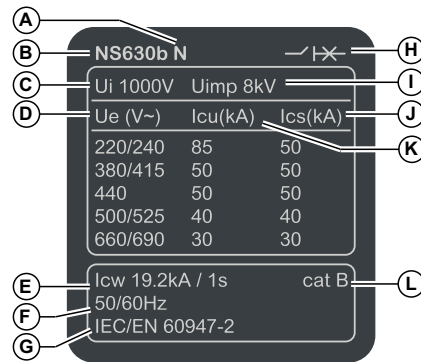 A
B NS630b N H
C Ui 1000V Uimp 8kV I
D Ue (V~) Icu(kA) Ics(kA) J
K
220/240 85 50
380/415 50 50
440 50 50
500/525 40 40
660/690 30 30
E Icw 19.2kA / 1s cat B L
F 50/60Hz
G IEC/EN 60947-2